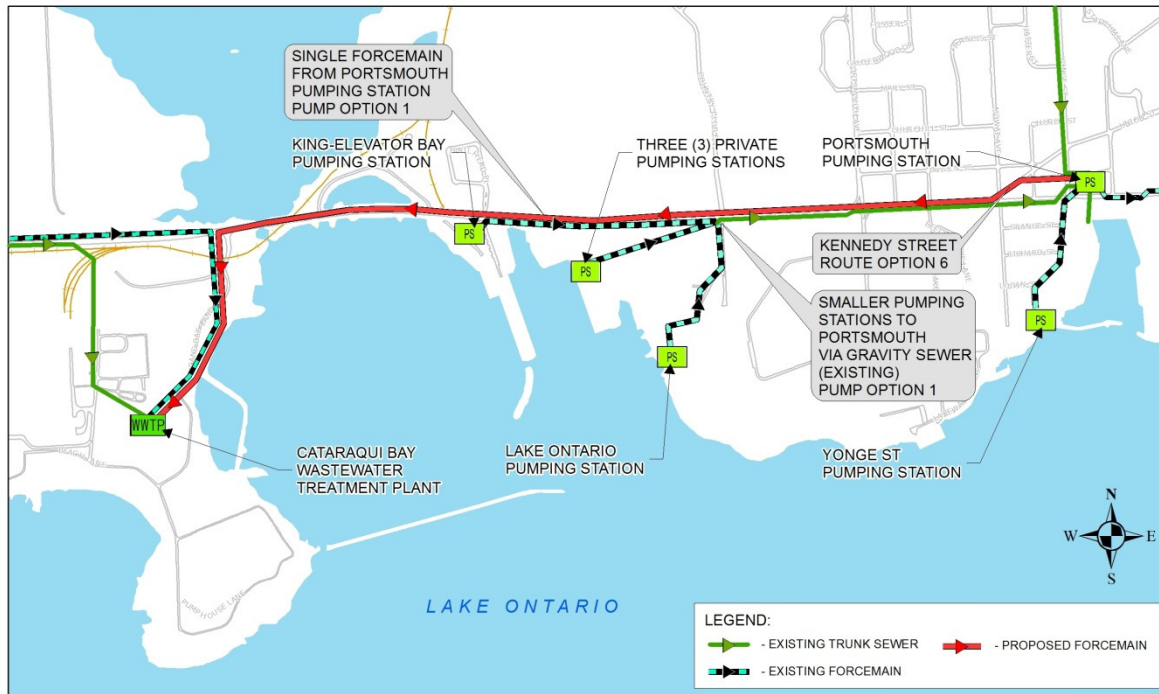 SINGLE FORCEMAIN
FROM PORTSMOUTH
PUMPING STATION
PUMP OPTION 1
KING-ELEVATOR BAY
PUMPING STATION
THREE (3) PRIVATE
PUMPING STATIONS
PORTSMOUTH
PUMPING STATION
PS
PS
PS
KENNEDY STREET
ROUTE OPTION 6
SMALLER PUMPING
STATIONS TO
PORTSMOUTH
VIA GRAVITY SEWER
(EXISTING)
PUMP OPTION 1
PS
PS
WWTP
CATARAQUI BAY
WASTEWATER
TREATMENT PLANT
LAKE ONTARIO
PUMPING STATION
YONGE ST
PUMPING STATION
N
W
E
S
PUMPHOUSE LANE
LAKE ONTARIO
LEGEND:
- EXISTING TRUNK SEWER
- PROPOSED FORCEMAIN
- EXISTING FORCEMAIN